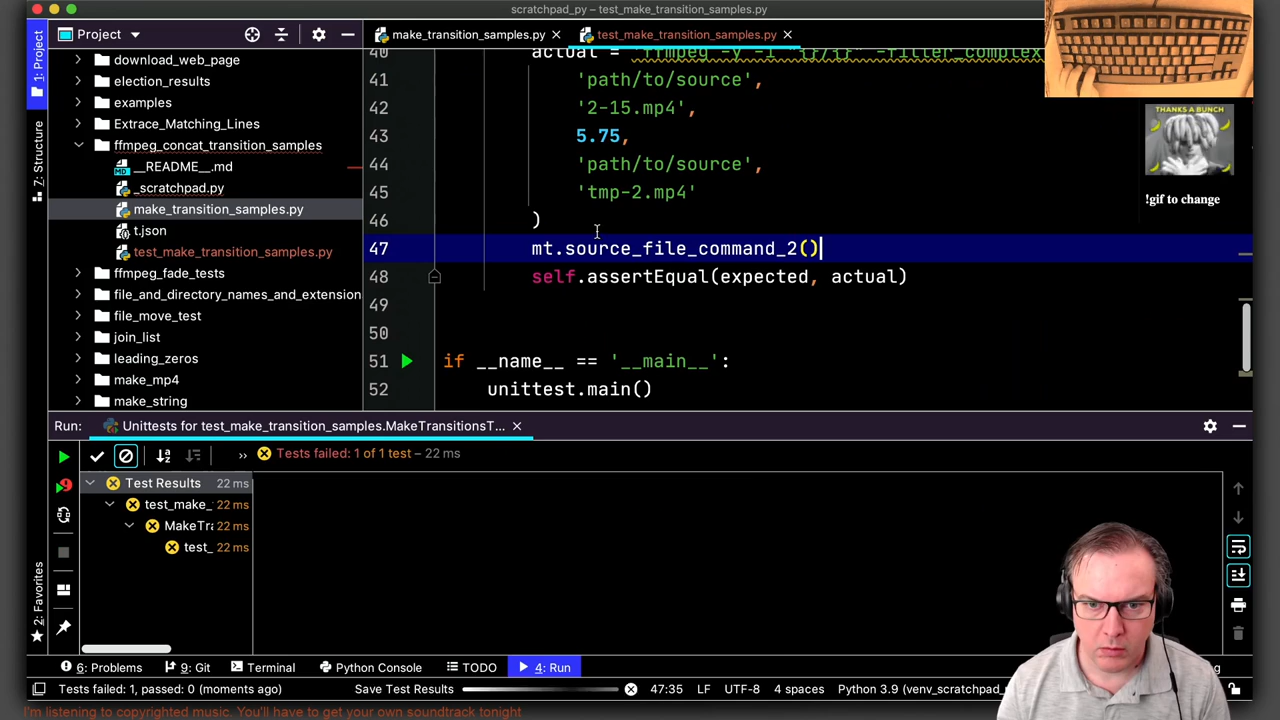 scratchpad_py – test_make_transition_samples.py
Project
make_transition_samples.py
test_make_transition_samples.py
1: Project
7: Structure
2: Favorites
download_web_page
election_results
examples
Extrace_Matching_Lines
ffmpeg_concat_transition_samples
__README__.md
_scratchpad.py
make_transition_samples.py
t.json
test_make_transition_samples.py
ffmpeg_fade_tests
file_and_directory_names_and_extension
file_move_test
join_list
leading_zeros
make_mp4
make_string
40 actual = "ffmpeg -y -i '{}/{}' -filter_complex
41 'path/to/source',
42 '2-15.mp4',
43 5.75,
44 'path/to/source',
45 'tmp-2.mp4'
46 )
47 mt.source_file_command_2()
48 self.assertEqual(expected, actual)
49
50
51 if __name__ == '__main__':
52 unittest.main()
THANKS A BUNCH
!gif to change
Run: Unittests for test_make_transition_samples.MakeTransitionsT...
Tests failed: 1 of 1 test – 22 ms
Test Results 22 ms
test_make_ 22 ms
MakeTra 22 ms
test_ 22 ms
6: Problems 9: Git Terminal Python Console TODO 4: Run
Tests failed: 1, passed: 0 (moments ago) Save Test Results 47:35 LF UTF-8 4 spaces Python 3.9 (venv_scratchpad_
I'm listening to copyrighted music. You'll have to get your own soundtrack tonight